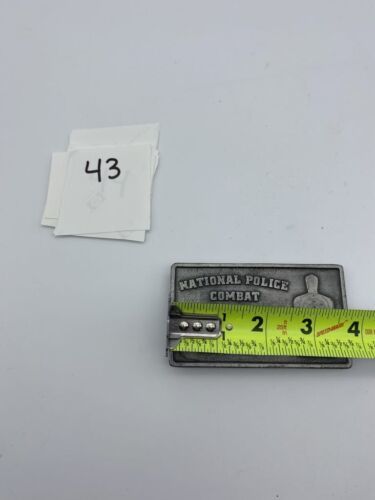 43
NATIONAL POLICE
COMBAT
1 2 3 4